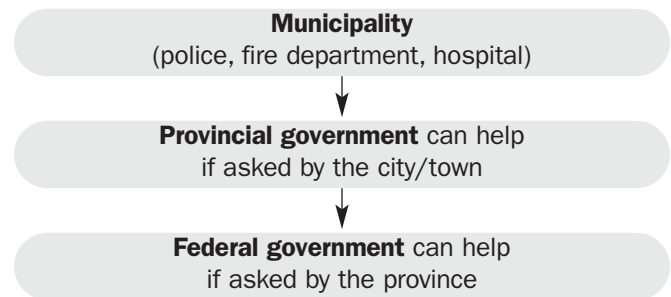 Municipality
(police, fire department, hospital)
Provincial government can help
if asked by the city/town
Federal government can help
if asked by the province